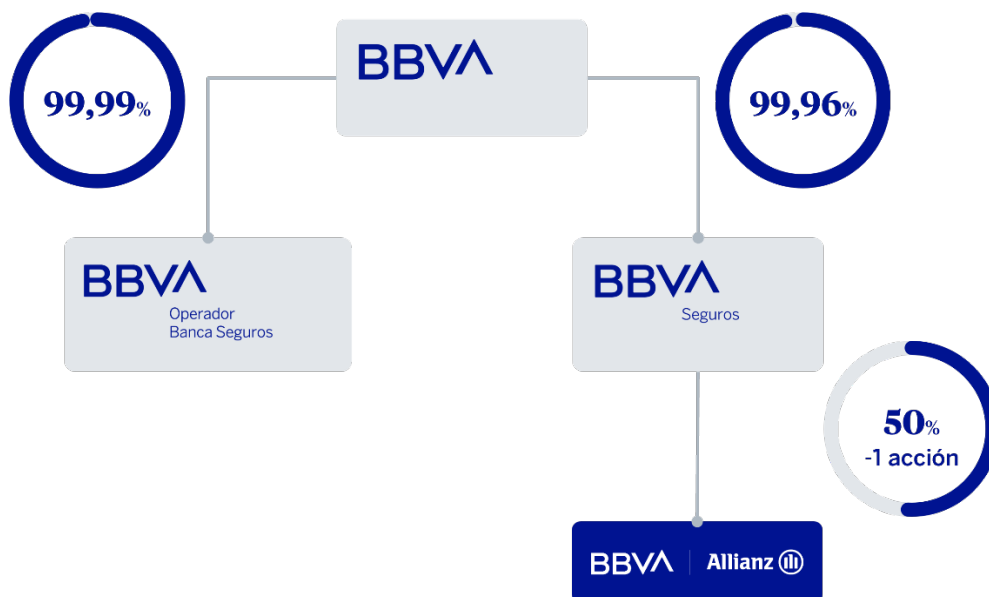 BBVA
99,99%
99,96%
BBVA
Operador
Banca Seguros
BBVA
Seguros
50%
-1 acción
BBVA | Allianz